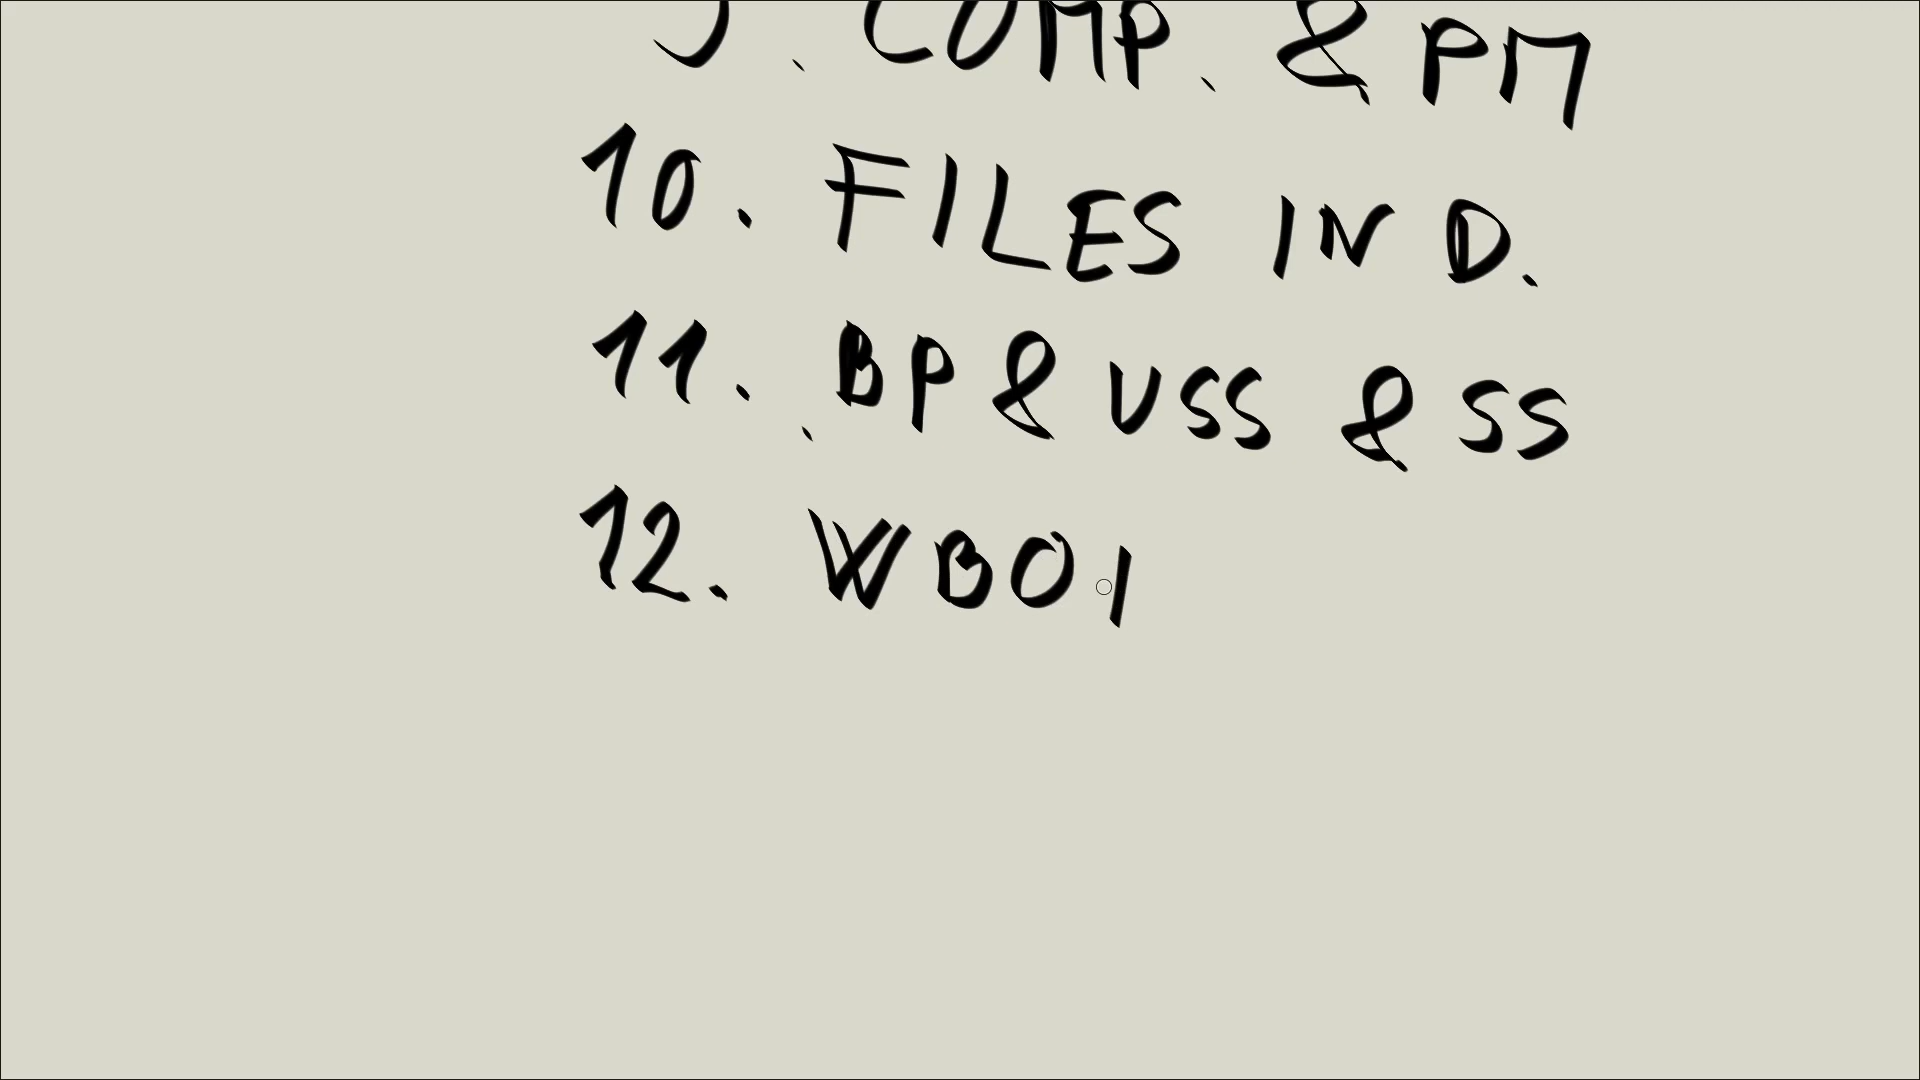 9. COMP. & PM
10. FILES IN D.
11. BP & USS & SS
12. WBOI